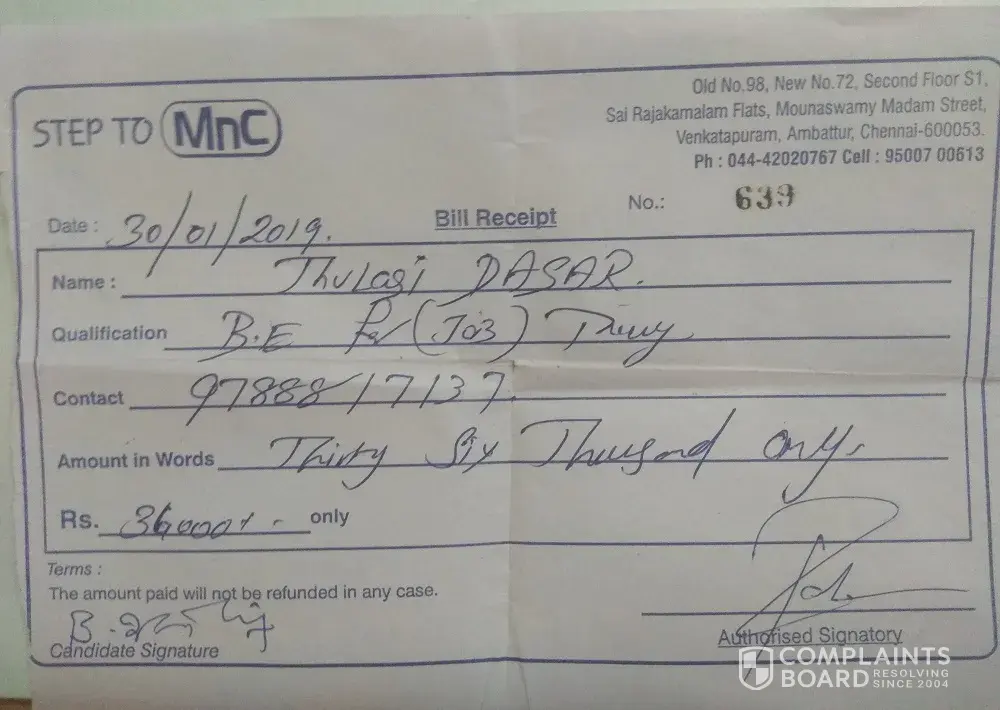 STEP TO MnC
Old No.98, New No.72, Second Floor S1,
Sai Rajakamalam Flats, Mounaswamy Madam Street,
Venkatapuram, Ambattur, Chennai-600053.
Ph : 044-42020767 Cell : 95007 00613
No.: 639
Date : 30/01/2019.
Bill Receipt
Name : Thulasi DASAR.
Qualification B.E (JOB)
Contact 9788817137
Amount in Words Thirty Six Thousand only.
Rs. 36000/- only
Terms :
The amount paid will not be refunded in any case.
Candidate Signature
Authorised Signatory
COMPLAINTS
BOARD RESOLVING
SINCE 2004